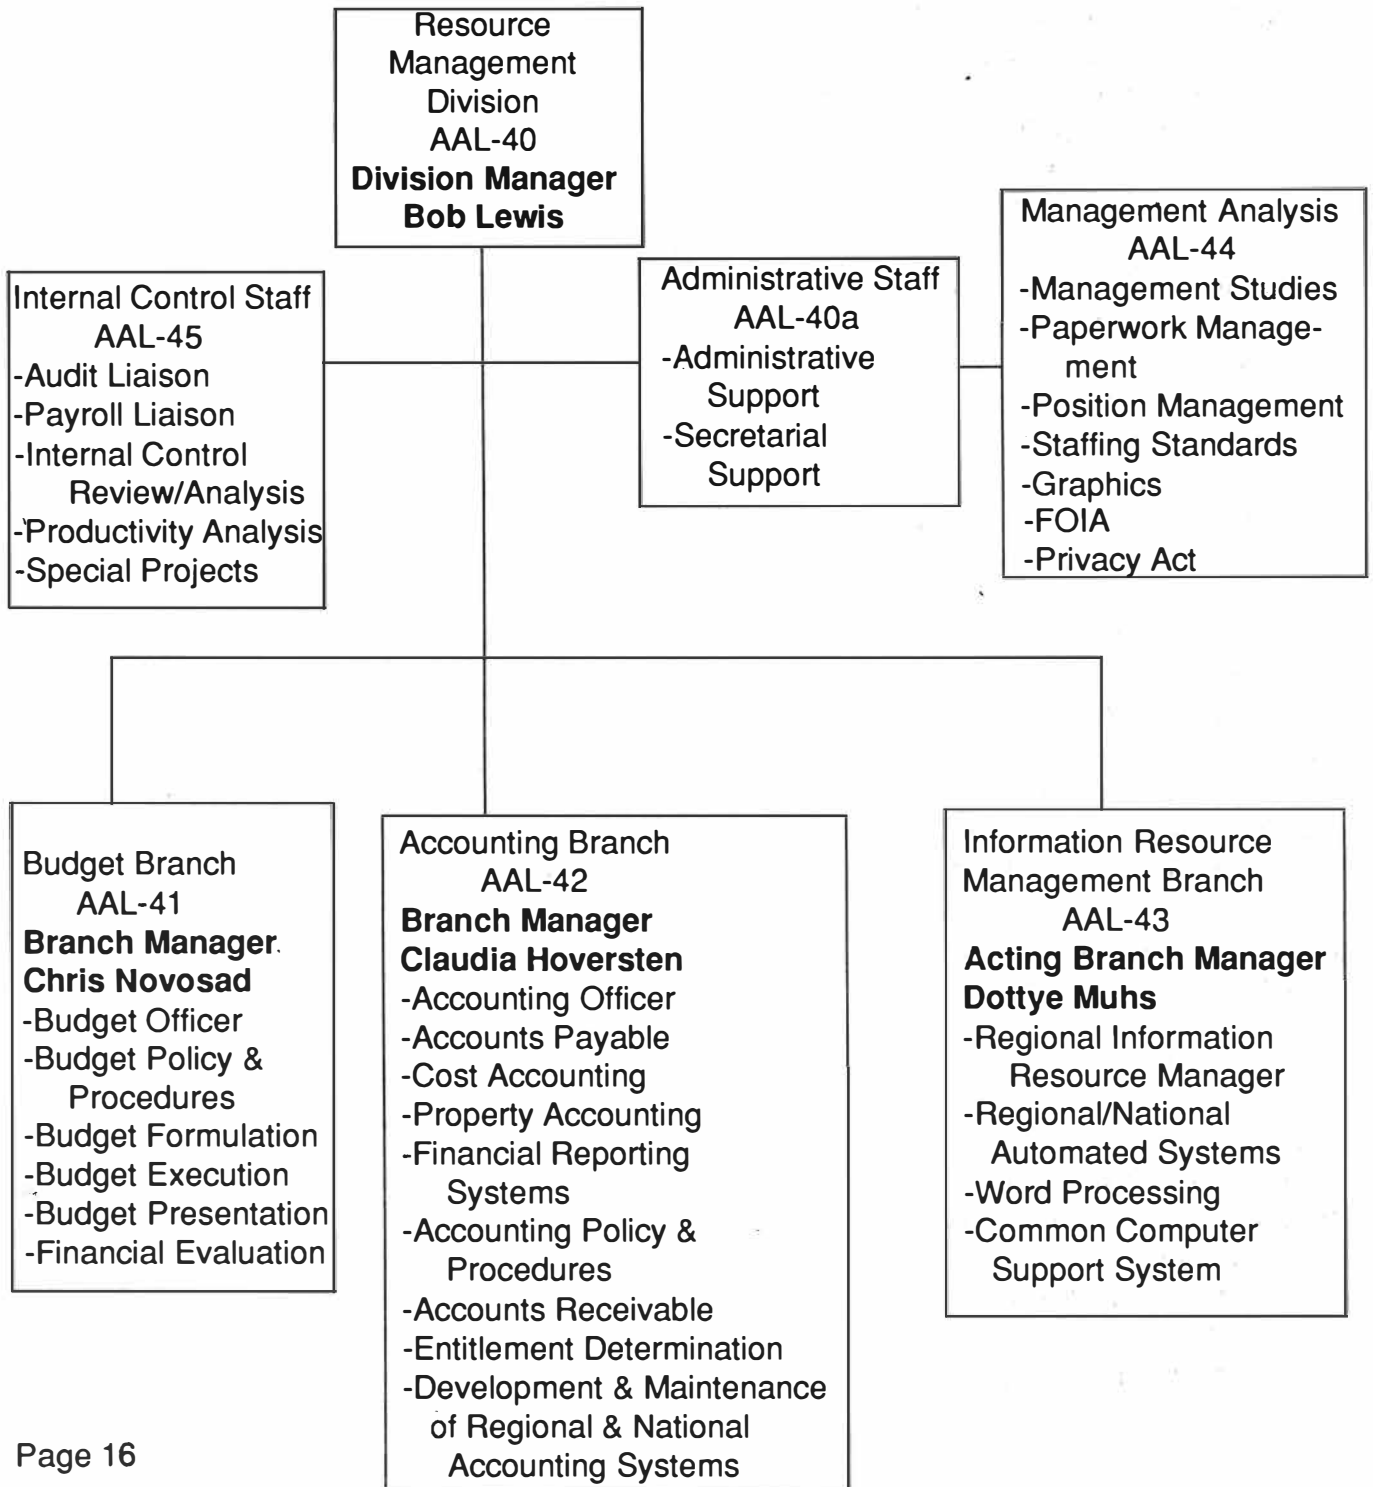 Resource
Management
Division
AAL-40
Division Manager
Bob Lewis
Internal Control Staff
AAL-45
-Audit Liaison
-Payroll Liaison
-Internal Control
Review/Analysis
-Productivity Analysis
-Special Projects
Administrative Staff
AAL-40a
-Administrative
Support
-Secretarial
Support
Management Analysis
AAL-44
-Management Studies
-Paperwork Manage-
ment
-Position Management
-Staffing Standards
-Graphics
-FOIA
-Privacy Act
Budget Branch
AAL-41
Branch Manager
Chris Novosad
-Budget Officer
-Budget Policy &
Procedures
-Budget Formulation
-Budget Execution
-Budget Presentation
-Financial Evaluation
Accounting Branch
AAL-42
Branch Manager
Claudia Hoversten
-Accounting Officer
-Accounts Payable
-Cost Accounting
-Property Accounting
-Financial Reporting
Systems
-Accounting Policy &
Procedures
-Accounts Receivable
-Entitlement Determination
-Development & Maintenance
of Regional & National
Accounting Systems
Information Resource
Management Branch
AAL-43
Acting Branch Manager
Dottye Muhs
-Regional Information
Resource Manager
-Regional/National
Automated Systems
-Word Processing
-Common Computer
Support System
Page 16